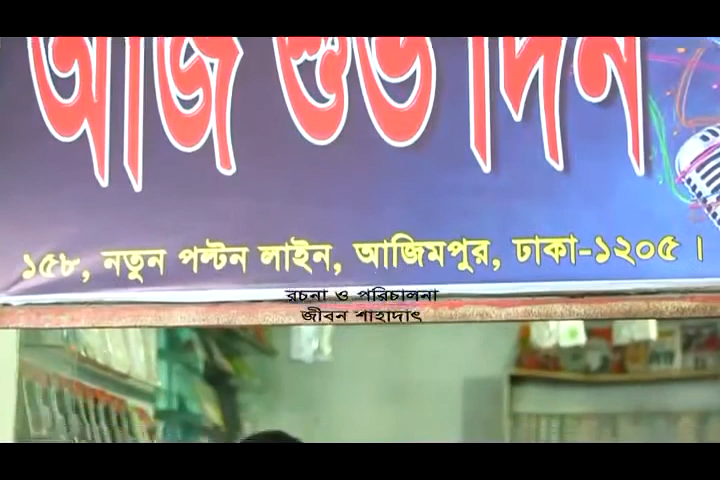 আজ শুভ দিন
১৫৮, নতুন পল্টন লাইন, আজিমপুর, ঢাকা-১২০৫ ।
রচনা ও পরিচালনা
জীবন শাহাদাৎ